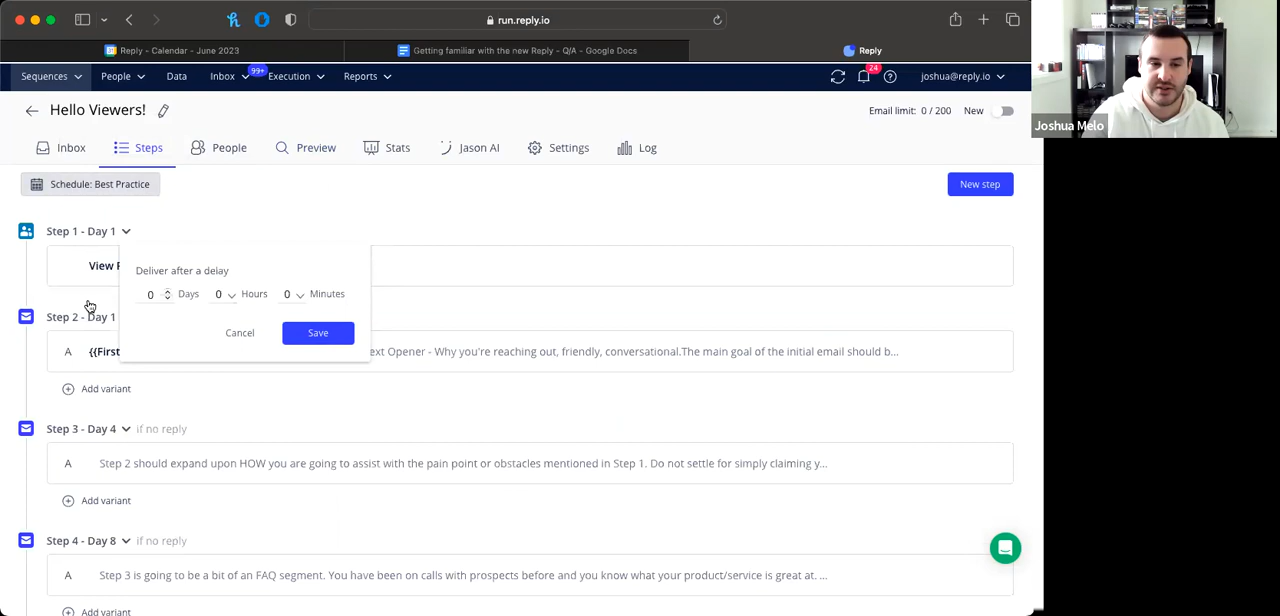 run.reply.io
Reply - Calendar - June 2023
Getting familiar with the new Reply - Q/A - Google Docs
Reply
Sequences
People
Data
Inbox
99+
Execution
Reports
24
joshua@reply.io
Hello Viewers!
Email limit: 0 / 200
New
Joshua Melo
Inbox
Steps
People
Preview
Stats
Jason AI
Settings
Log
Schedule: Best Practice
New step
Step 1 - Day 1
View
Deliver after a delay
0 Days 0 Hours 0 Minutes
Cancel
Save
Step 2 - Day 1
A {{First
ext Opener - Why you're reaching out, friendly, conversational.The main goal of the initial email should b...
Add variant
Step 3 - Day 4 if no reply
A Step 2 should expand upon HOW you are going to assist with the pain point or obstacles mentioned in Step 1. Do not settle for simply claiming y...
Add variant
Step 4 - Day 8 if no reply
A Step 3 is going to be a bit of an FAQ segment. You have been on calls with prospects before and you know what your product/service is great at. ...
Add variant